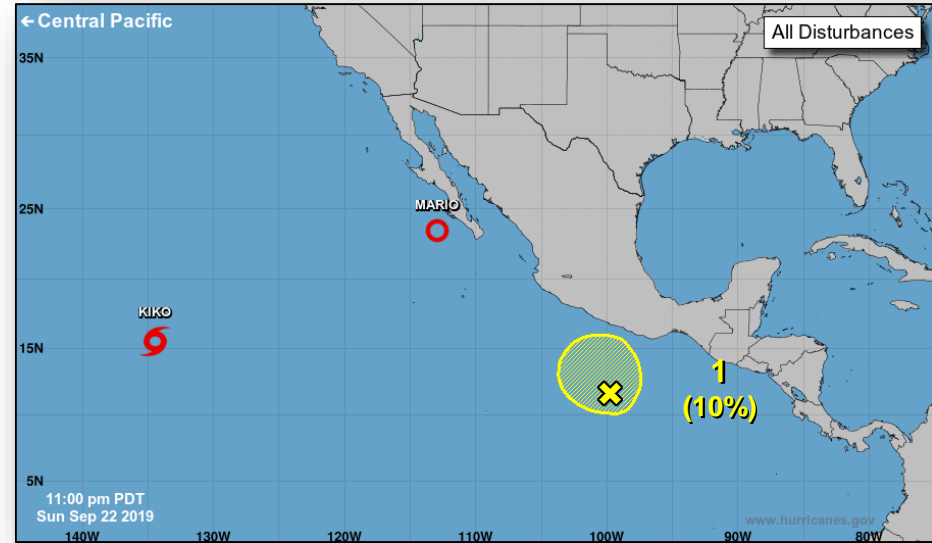 ← Central Pacific
All Disturbances
35N
MARIO
25N
KIKO
15N
1
(10%)
5N
11:00 pm PDT
Sun Sep 22 2019
www.hurricanes.gov
140W 130W 120W 110W 100W 90W 80W